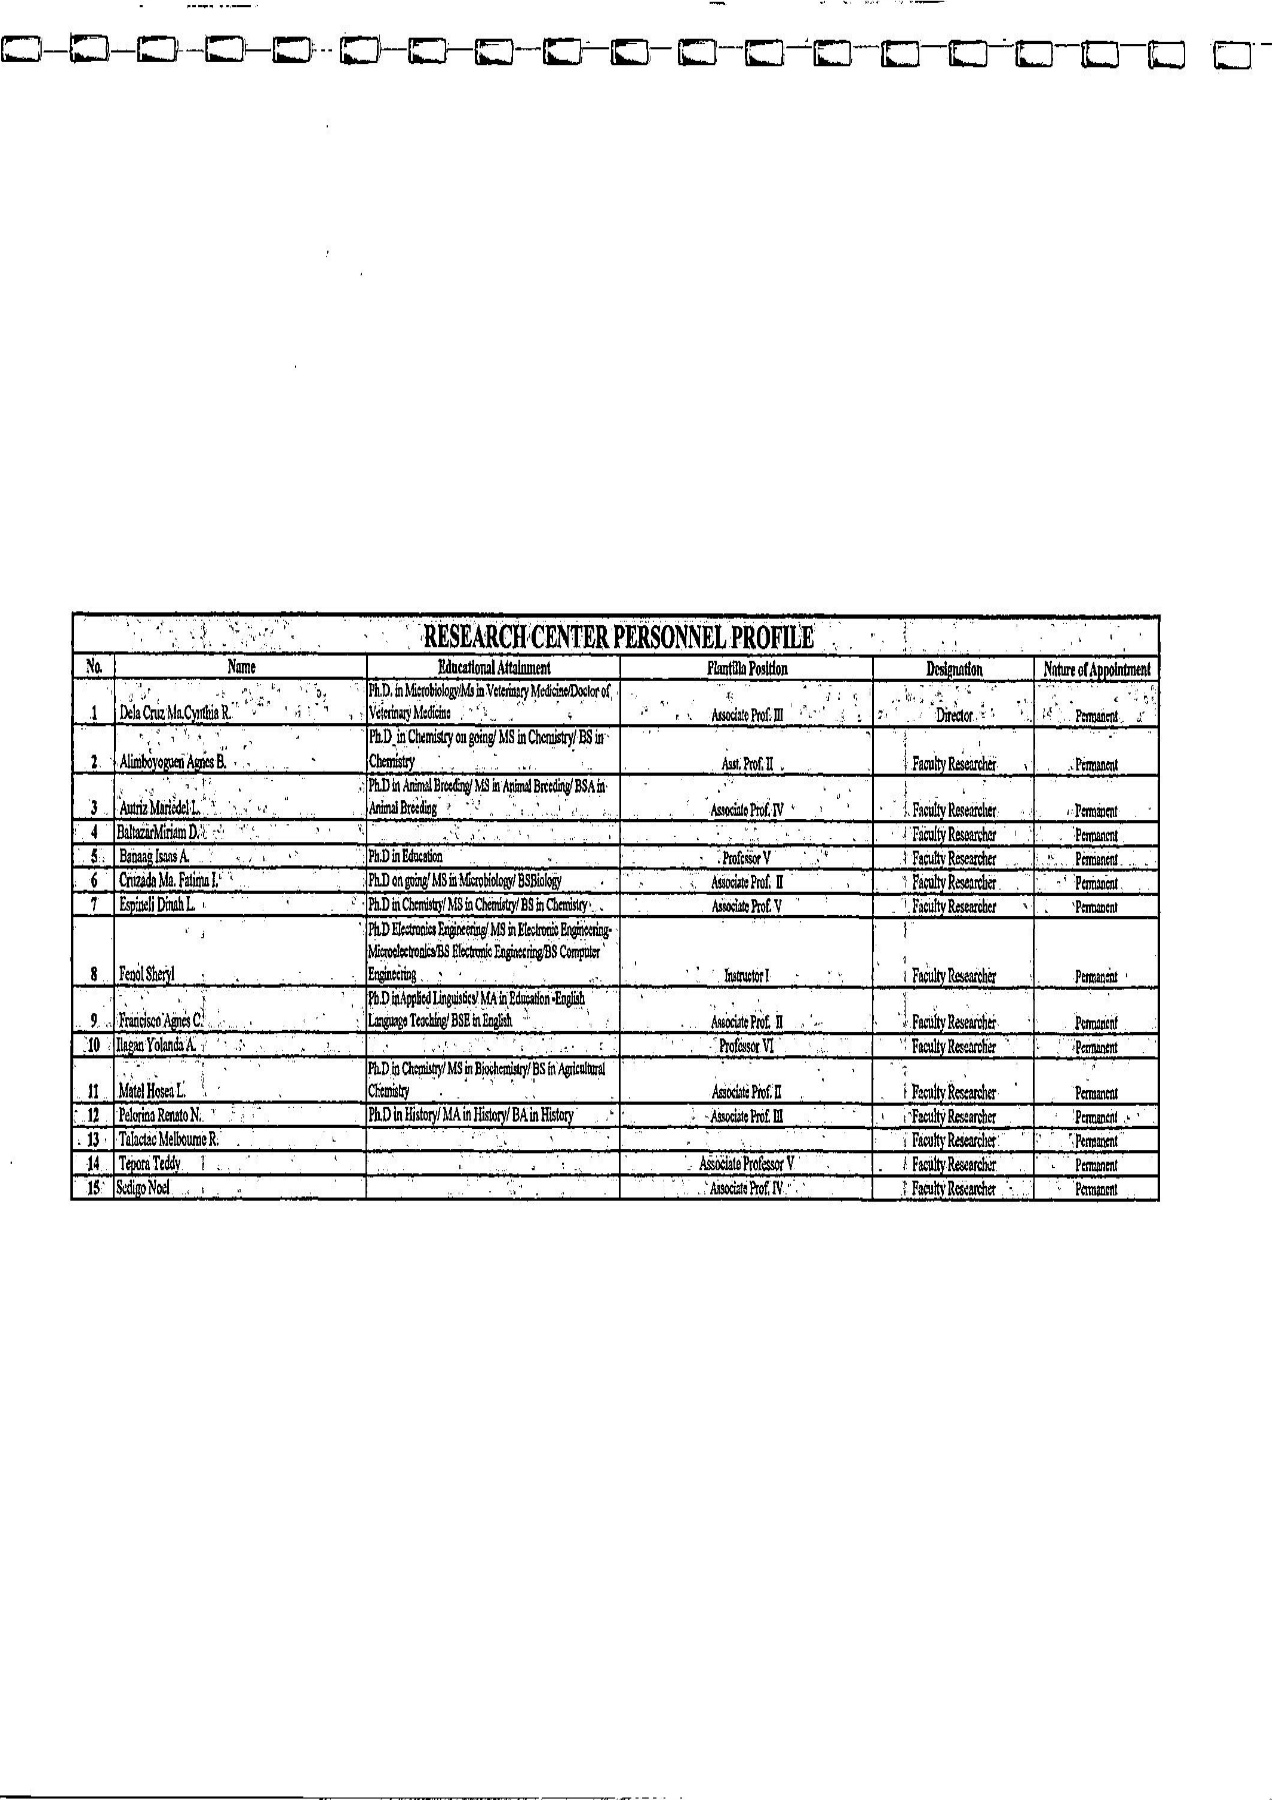 RESEARCH CENTER PERSONNEL PROFILE
No. Name Educational Attainment Plantilla Position Designation Nature of Appointment
Ph.D. in Microbiology/Ms in Veterinary Medicine/Doctor of
1 Dela Cruz Ma.Cynthia R. Veterinary Medicine Associate Prof. III Director Permanent
Ph.D in Chemistry on going/ MS in Chemistry/ BS in
2 Alimboyoguen Agnes B. Chemistry Asst. Prof. II Faculty Researcher Permanent
Ph.D in Animal Breeding/ MS in Animal Breeding/ BSA in
3 Autriz Mariedel L. Animal Breeding Associate Prof. IV Faculty Researcher Permanent
4 BaltazarMiriam D. Faculty Researcher Permanent
5 Banaag Isaas A. Ph.D in Education Professor V Faculty Researcher Permanent
6 Cruzada Ma. Fatima I. Ph.D on going/ MS in Microbiology/ BSBiology Associate Prof. II Faculty Researcher Permanent
7 Espineli Dinah L. Ph.D in Chemistry/ MS in Chemistry/ BS in Chemistry Associate Prof. V Faculty Researcher Permanent
Ph.D Electronics Engineering/ MS in Electronic Engineering-
Microelectronics/BS Electronic Engineering/BS Computer
8 Fenol Sheryl Engineering Instructor I Faculty Researcher Permanent
Ph.D inApplied Linguistics/ MA in Education -English
9 Francisco Agnes C. Language Teaching/ BSE in English Associate Prof. II Faculty Researcher Permanent
10 Ilagan Yolanda A. Professor VI Faculty Researcher Permanent
Ph.D in Chemistry/ MS in Biochemistry/ BS in Agricultural
11 Matel Hosea L. Chemistry Associate Prof. II Faculty Researcher Permanent
12 Pelorina Renato N. Ph.D in History/ MA in History/ BA in History Associate Prof. III Faculty Researcher Permanent
13 Talactac Melbourne R. Faculty Researcher Permanent
14 Tepora Teddy Associate Professor V Faculty Researcher Permanent
15 Sedigo Noel Associate Prof. IV Faculty Researcher Permanent